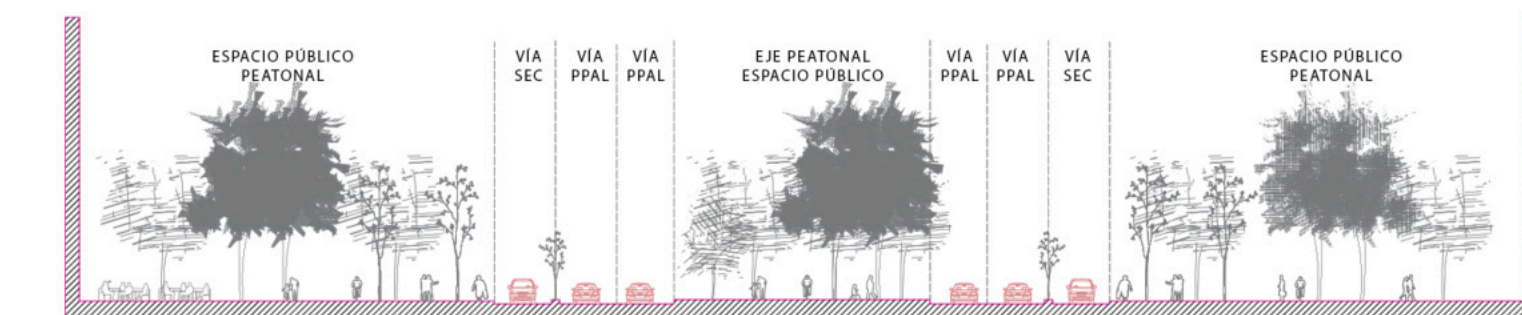 ESPACIO PÚBLICO
PEATONAL
VÍA
SEC
VÍA
PPAL
VÍA
PPAL
EJE PEATONAL
ESPACIO PÚBLICO
VÍA
PPAL
VÍA
PPAL
VÍA
SEC
ESPACIO PÚBLICO
PEATONAL